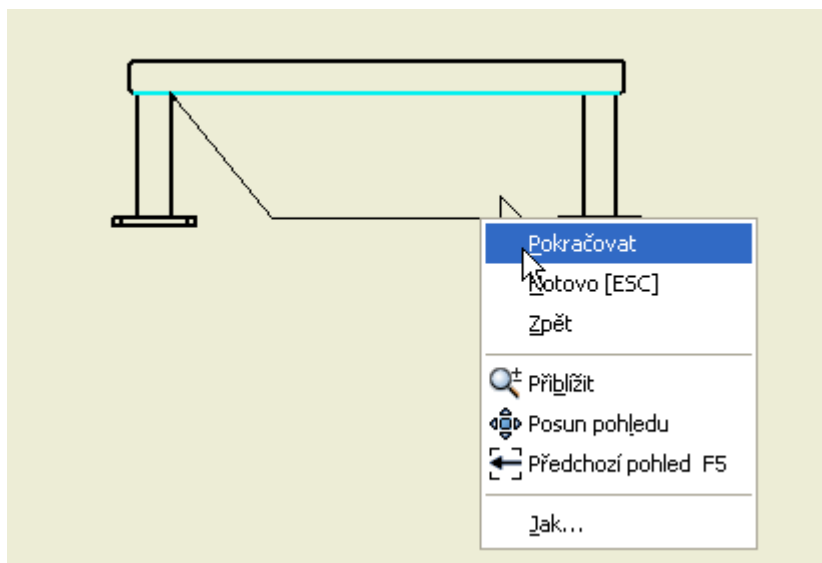 Pokračovat
Hotovo [ESC]
Zpět
Přiblížit
Posun pohledu
Předchozí pohled F5
Jak...